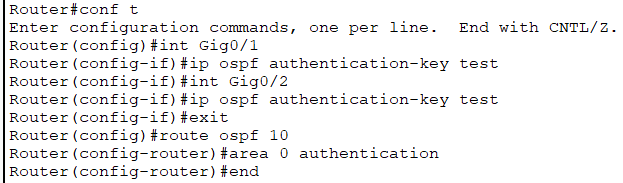 Router#conf t
Enter configuration commands, one per line.  End with CNTL/Z.
Router(config)#int Gig0/1
Router(config-if)#ip ospf authentication-key test
Router(config-if)#int Gig0/2
Router(config-if)#ip ospf authentication-key test
Router(config-if)#exit
Router(config)#route ospf 10
Router(config-router)#area 0 authentication
Router(config-router)#end